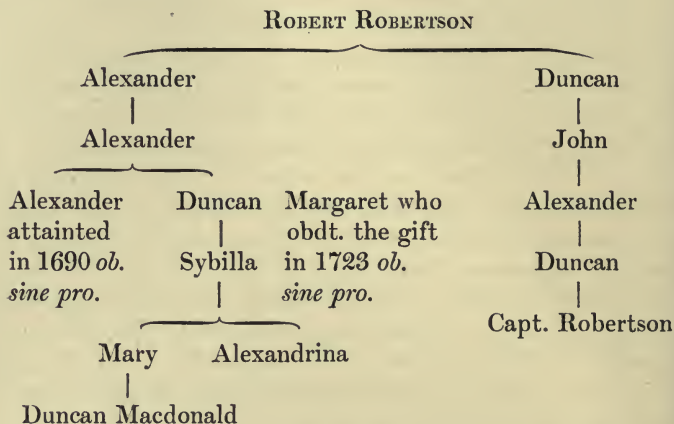 ROBERT ROBERTSON
Alexander Duncan
Alexander John
Alexander Duncan Margaret who Alexander
attainted obdt. the gift
in 1690 ob. Sybilla in 1723 ob. Duncan
sine pro. sine pro.
Capt. Robertson
Mary Alexandrina
Duncan Macdonald